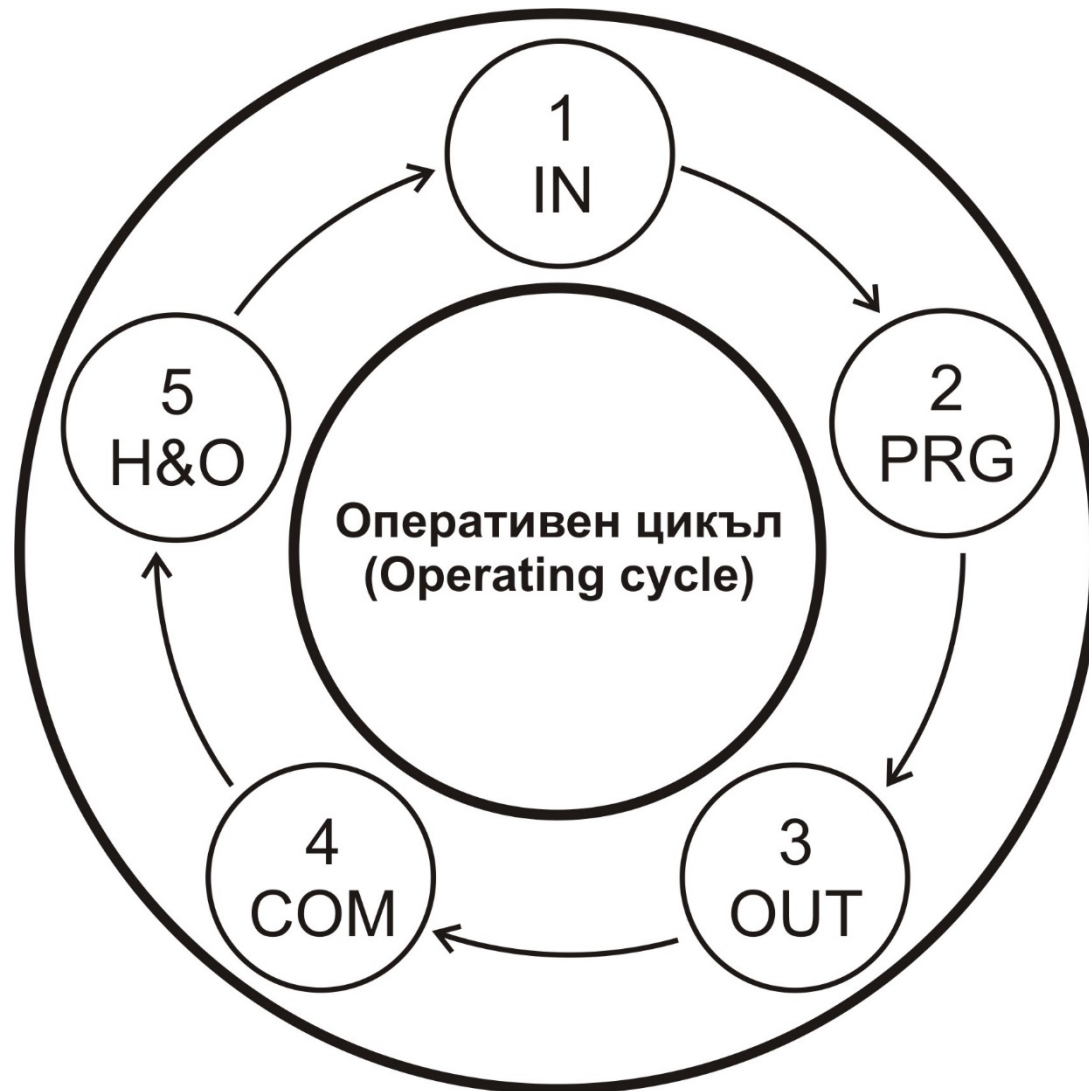 1
IN
2
PRG
3
OUT
4
COM
5
H&O
Оперативен цикъл
(Operating cycle)